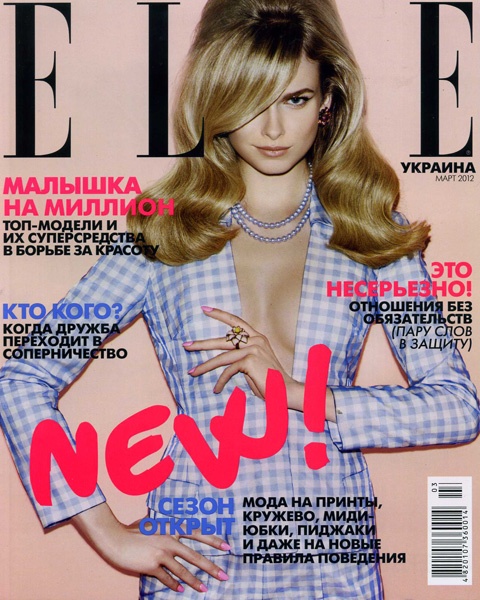 ELLE
УКРАИНА
МАРТ 2012
МАЛЫШКА
НА МИЛЛИОН
ТОП-МОДЕЛИ И
ИХ СУПЕРСРЕДСТВА
В БОРЬБЕ ЗА КРАСОТУ
ЭТО
НЕСЕРЬЕЗНО!
ОТНОШЕНИЯ БЕЗ
ОБЯЗАТЕЛЬСТВ
(ПАРУ СЛОВ
В ЗАЩИТУ)
КТО КОГО?
КОГДА ДРУЖБА
ПЕРЕХОДИТ В
СОПЕРНИЧЕСТВО
NEW!
СЕЗОН
ОТКРЫТ
МОДА НА ПРИНТЫ,
КРУЖЕВО, МИДИ-
ЮБКИ, ПИДЖАКИ
И ДАЖЕ НА НОВЫЕ
ПРАВИЛА ПОВЕДЕНИЯ
03
4820107360014